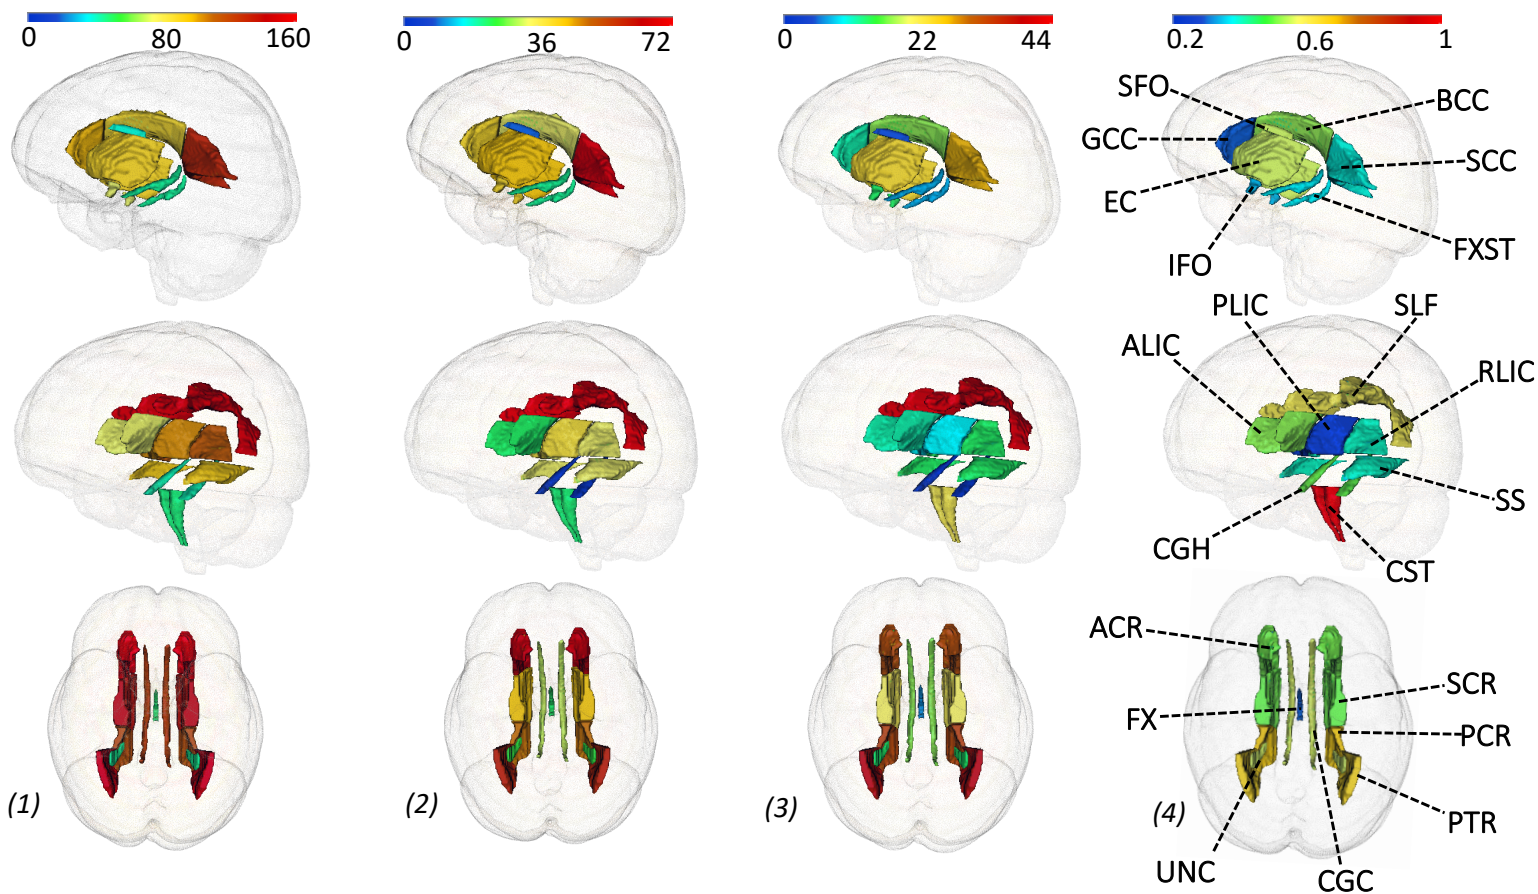 0 80 160
0 36 72
0 22 44
0.2 0.6 1
SFO
BCC
GCC
SCC
EC
FXST
IFO
PLIC
SLF
ALIC
RLIC
SS
CGH
CST
ACR
SCR
FX
PCR
(1)
(2)
(3)
(4)
PTR
UNC
CGC